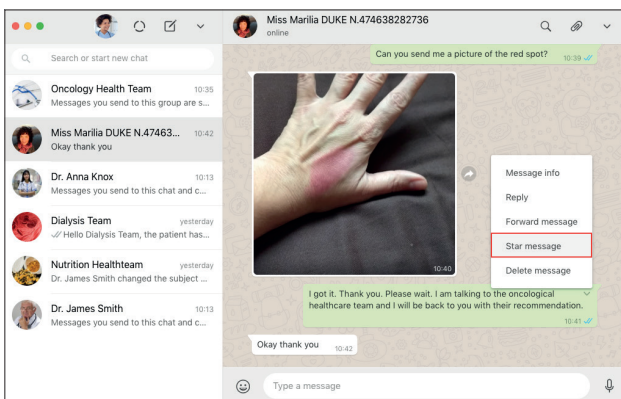 Miss Marilia DUKE N.474638282736
online
Search or start new chat
Oncology Health Team 10:35
Messages you send to this group are s...
Miss Marilia DUKE N.47463... 10:42
Okay thank you
Dr. Anna Knox 10:13
Messages you send to this chat and c...
Dialysis Team yesterday
Hello Dialysis Team, the patient has...
Nutrition Healthteam yesterday
Dr. James Smith changed the subject ...
Dr. James Smith 10:13
Messages you send to this chat and c...
Can you send me a picture of the red spot? 10:39
10:40
Message info
Reply
Forward message
Star message
Delete message
I got it. Thank you. Please wait. I am talking to the oncological
healthcare team and I will be back to you with their recommendation.
10:41
Okay thank you 10:42
Type a message